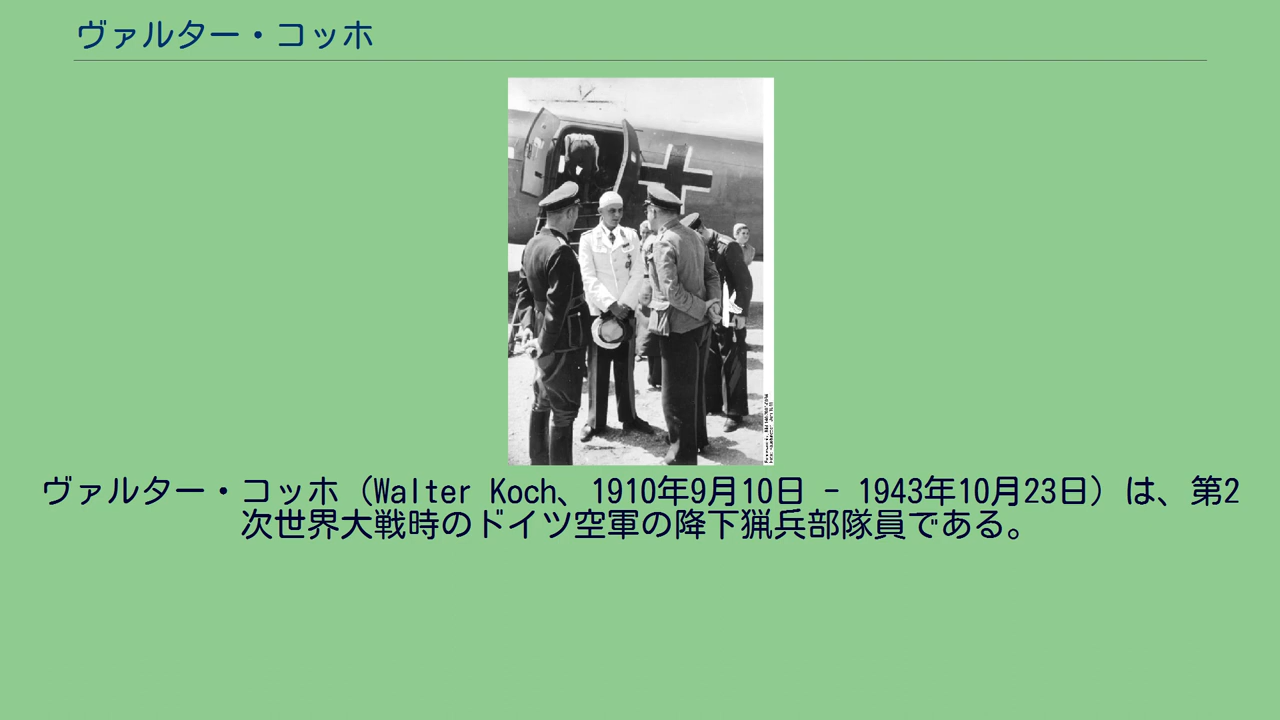 ヴァルター・コッホ
ヴァルター・コッホ（Walter Koch、1910年9月10日 - 1943年10月23日）は、第2
次世界大戦時のドイツ空軍の降下猟兵部隊員である。